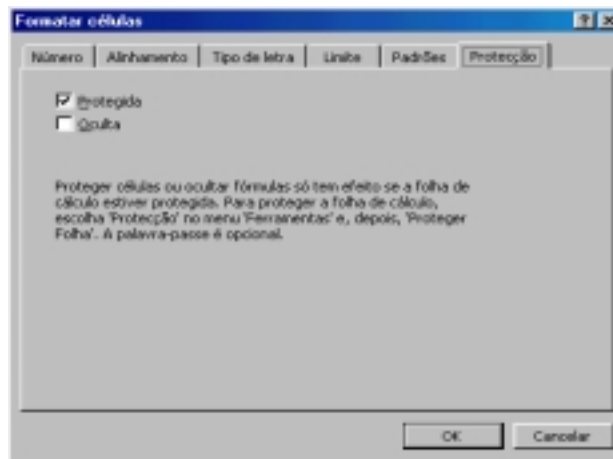 Formatar células
Número Alinhamento Tipo de letra Limite Padrões Protecção
Protegida
Oculta
Proteger células ou ocultar fórmulas só tem efeito se a folha de
cálculo estiver protegida. Para proteger a folha de cálculo,
escolha 'Protecção' no menu 'Ferramentas' e, depois, 'Proteger
Folha'. A palavra-passe é opcional.
OK Cancelar